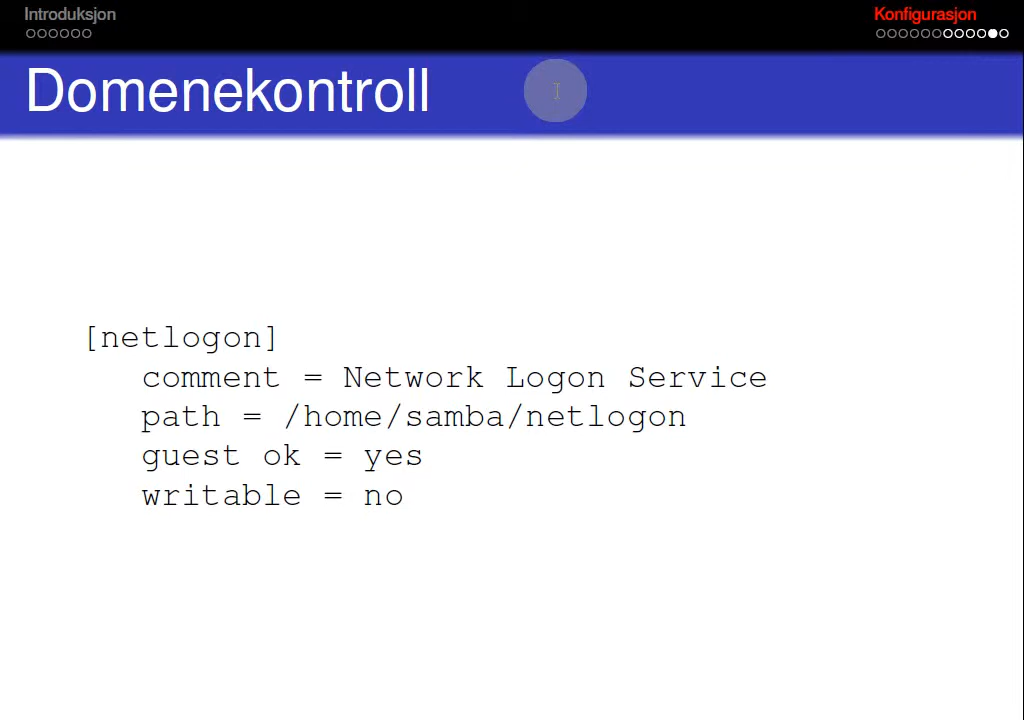 Introduksjon
Konfigurasjon
Domenekontroll
[netlogon]
comment = Network Logon Service
path = /home/samba/netlogon
guest ok = yes
writable = no